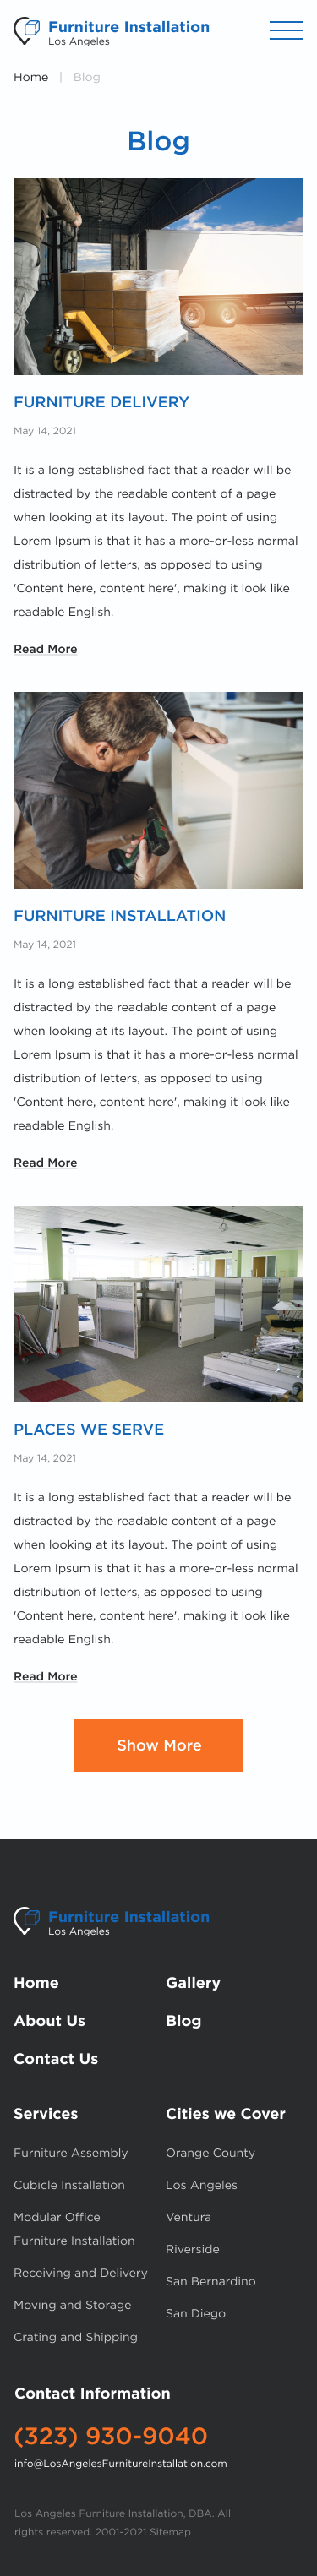 Furniture Installation
Los Angeles
Home | Blog
Blog
FURNITURE DELIVERY
May 14, 2021
It is a long established fact that a reader will be
distracted by the readable content of a page
when looking at its layout. The point of using
Lorem Ipsum is that it has a more-or-less normal
distribution of letters, as opposed to using
'Content here, content here', making it look like
readable English.
Read More
FURNITURE INSTALLATION
May 14, 2021
It is a long established fact that a reader will be
distracted by the readable content of a page
when looking at its layout. The point of using
Lorem Ipsum is that it has a more-or-less normal
distribution of letters, as opposed to using
'Content here, content here', making it look like
readable English.
Read More
PLACES WE SERVE
May 14, 2021
It is a long established fact that a reader will be
distracted by the readable content of a page
when looking at its layout. The point of using
Lorem Ipsum is that it has a more-or-less normal
distribution of letters, as opposed to using
'Content here, content here', making it look like
readable English.
Read More
Show More
Furniture Installation
Los Angeles
Home
Gallery
About Us
Blog
Contact Us
Services
Furniture Assembly
Cubicle Installation
Modular Office
Furniture Installation
Receiving and Delivery
Moving and Storage
Crating and Shipping
Cities we Cover
Orange County
Los Angeles
Ventura
Riverside
San Bernardino
San Diego
Contact Information
(323) 930-9040
info@LosAngelesFurnitureInstallation.com
Los Angeles Furniture Installation, DBA. All
rights reserved. 2001-2021 Sitemap